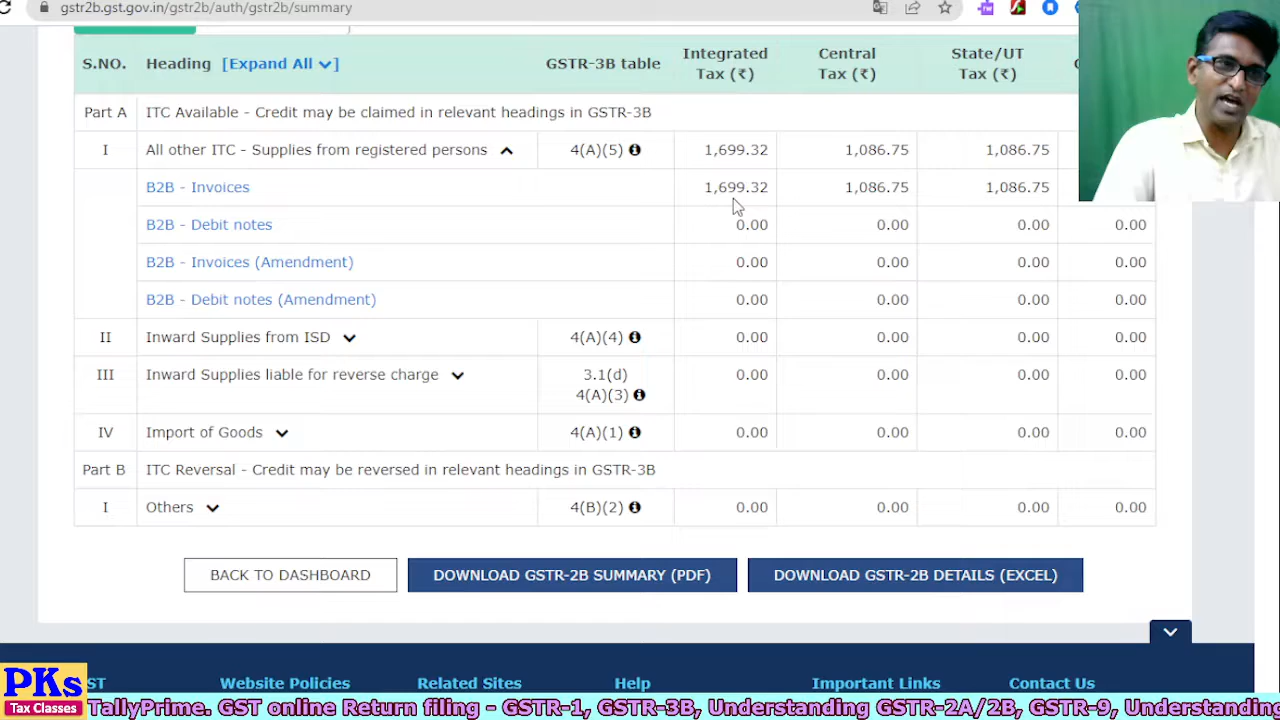 gstr2b.gst.gov.in/gstr2b/auth/gstr2b/summary
S.NO. Heading [Expand All ] GSTR-3B table Integrated Tax (₹) Central Tax (₹) State/UT Tax (₹)
Part A ITC Available - Credit may be claimed in relevant headings in GSTR-3B
I All other ITC - Supplies from registered persons 4(A)(5) 1,699.32 1,086.75 1,086.75
B2B - Invoices 1,699.32 1,086.75 1,086.75
B2B - Debit notes 0.00 0.00 0.00 0.00
B2B - Invoices (Amendment) 0.00 0.00 0.00 0.00
B2B - Debit notes (Amendment) 0.00 0.00 0.00 0.00
II Inward Supplies from ISD 4(A)(4) 0.00 0.00 0.00 0.00
III Inward Supplies liable for reverse charge 3.1(d) 0.00 0.00 0.00 0.00
4(A)(3)
IV Import of Goods 4(A)(1) 0.00 0.00 0.00 0.00
Part B ITC Reversal - Credit may be reversed in relevant headings in GSTR-3B
I Others 4(B)(2) 0.00 0.00 0.00 0.00
BACK TO DASHBOARD DOWNLOAD GSTR-2B SUMMARY (PDF) DOWNLOAD GSTR-2B DETAILS (EXCEL)
ST Website Policies Related Sites Help Important Links Contact Us
PKs
Tax Classes
TallyPrime. GST online Return filing - GSTR-1, GSTR-3B, Understanding GSTR-2A/2B, GSTR-9, Understanding